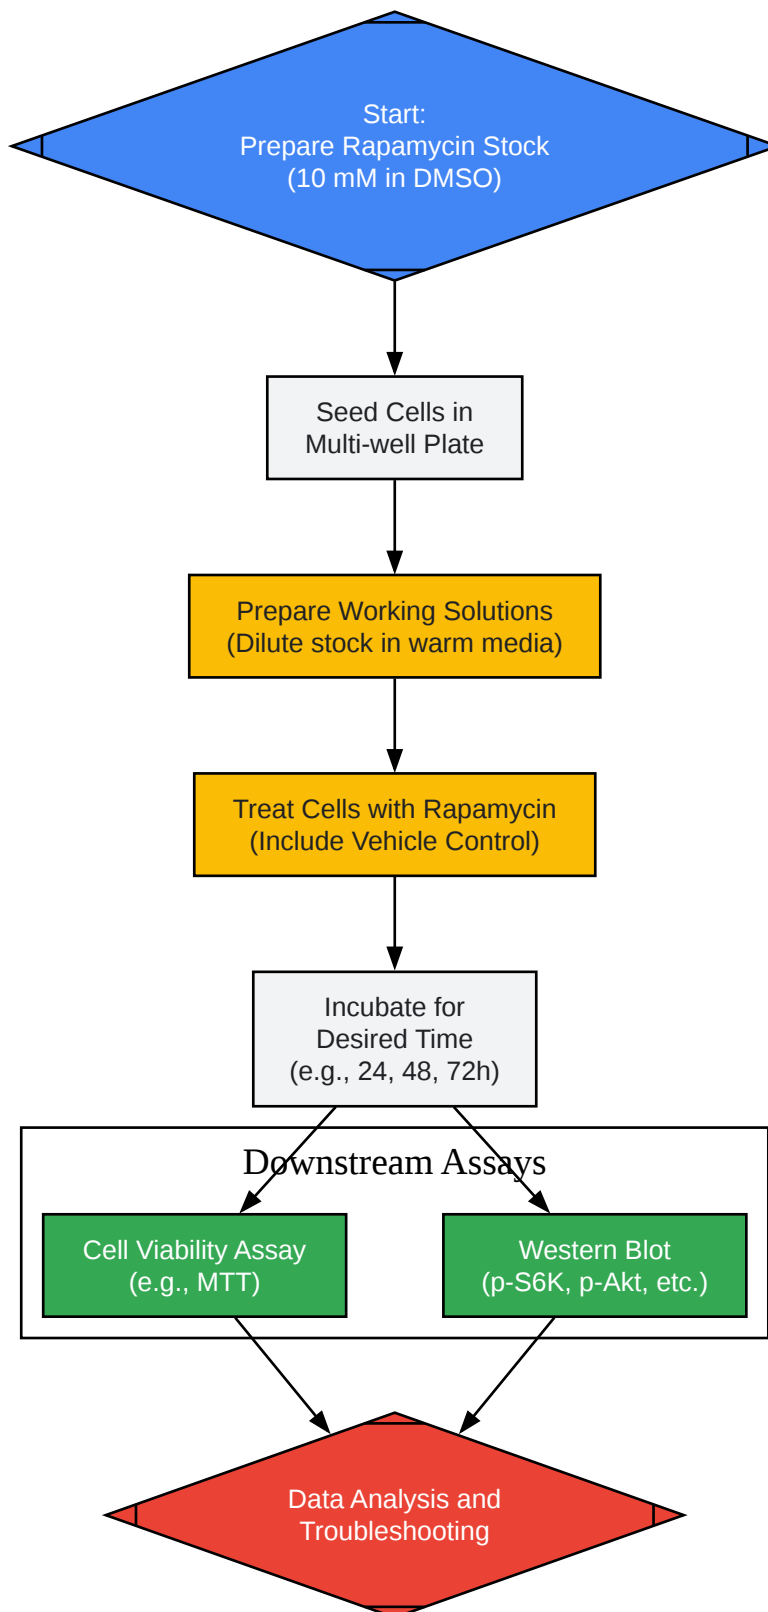 Start:
Prepare Rapamycin Stock
(10 mM in DMSO)
Seed Cells in
Multi-well Plate
Prepare Working Solutions
(Dilute stock in warm media)
Treat Cells with Rapamycin
(Include Vehicle Control)
Incubate for
Desired Time
(e.g., 24, 48, 72h)
Downstream Assays
Cell Viability Assay
(e.g., MTT)
Western Blot
(p-S6K, p-Akt, etc.)
Data Analysis and
Troubleshooting